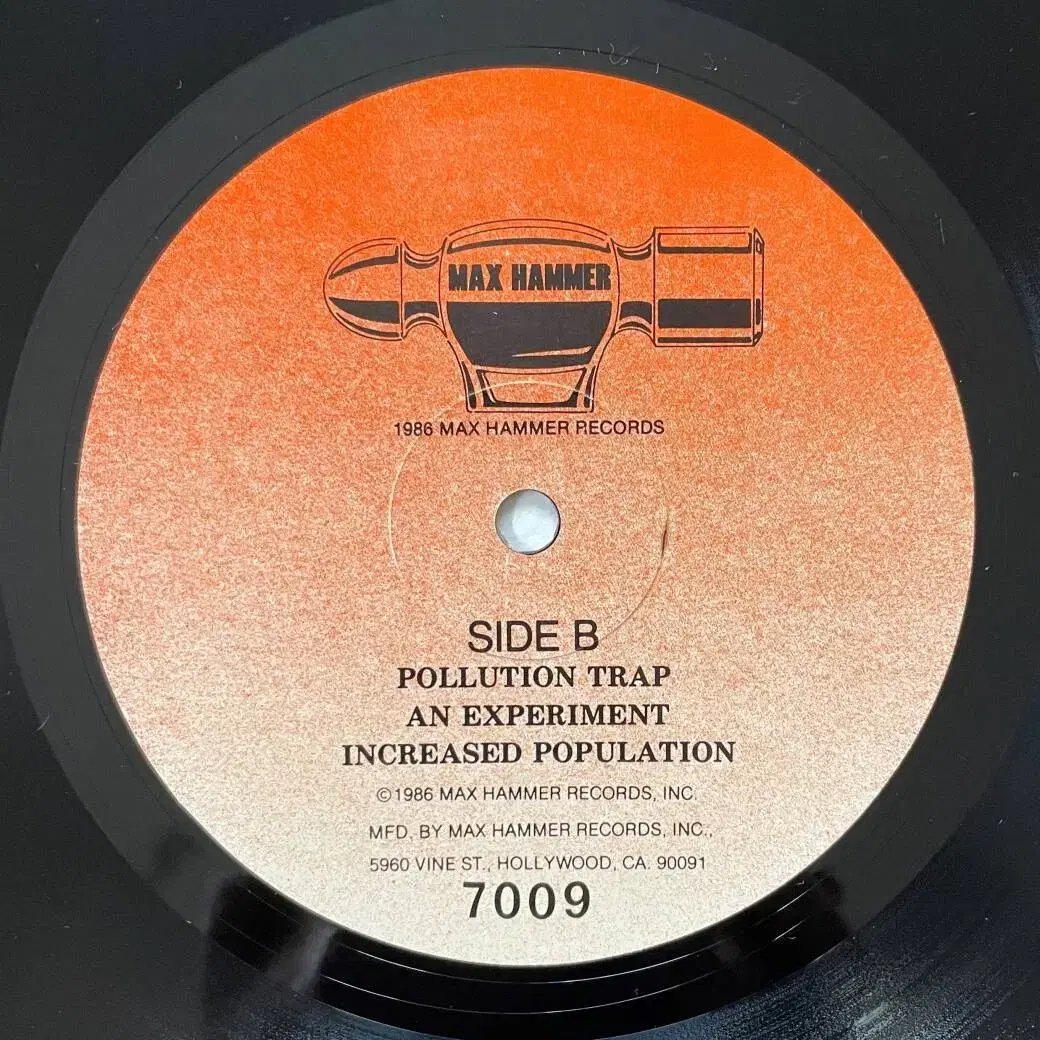 MAX HAMMER
1986 MAX HAMMER RECORDS
SIDE B
POLLUTION TRAP
AN EXPERIMENT
INCREASED POPULATION
©1986 MAX HAMMER RECORDS, INC.
MFD. BY MAX HAMMER RECORDS, INC.,
5960 VINE ST., HOLLYWOOD, CA. 90091
7009